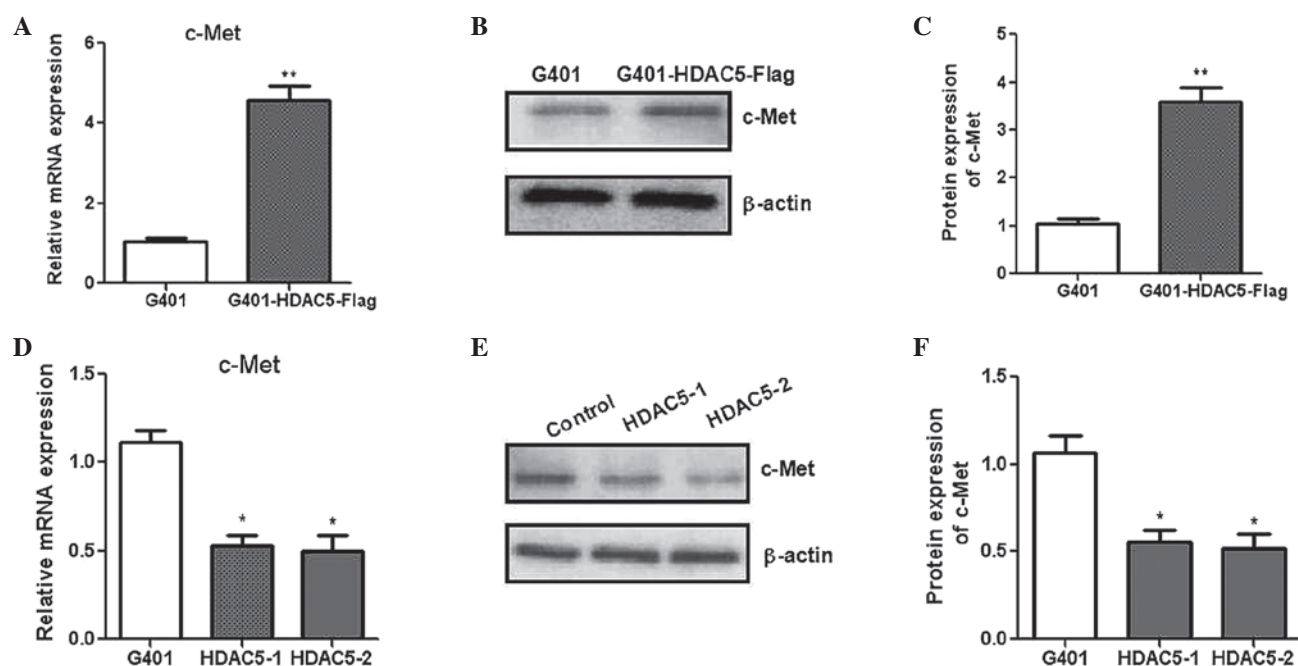 A
c-Met
Relative mRNA expression
6
4
2
0
**
G401
G401-HDAC5-Flag
B
G401 G401-HDAC5-Flag
c-Met
β-actin
C
Protein expression
of c-Met
5
4
3
2
1
0
**
G401
G401-HDAC5-Flag
D
c-Met
Relative mRNA expression
1.5
1.0
0.5
0.0
*
*
G401
HDAC5-1
HDAC5-2
E
Control
HDAC5-1
HDAC5-2
c-Met
β-actin
F
Protein expression
of c-Met
1.5
1.0
0.5
0.0
*
*
G401
HDAC5-1
HDAC5-2